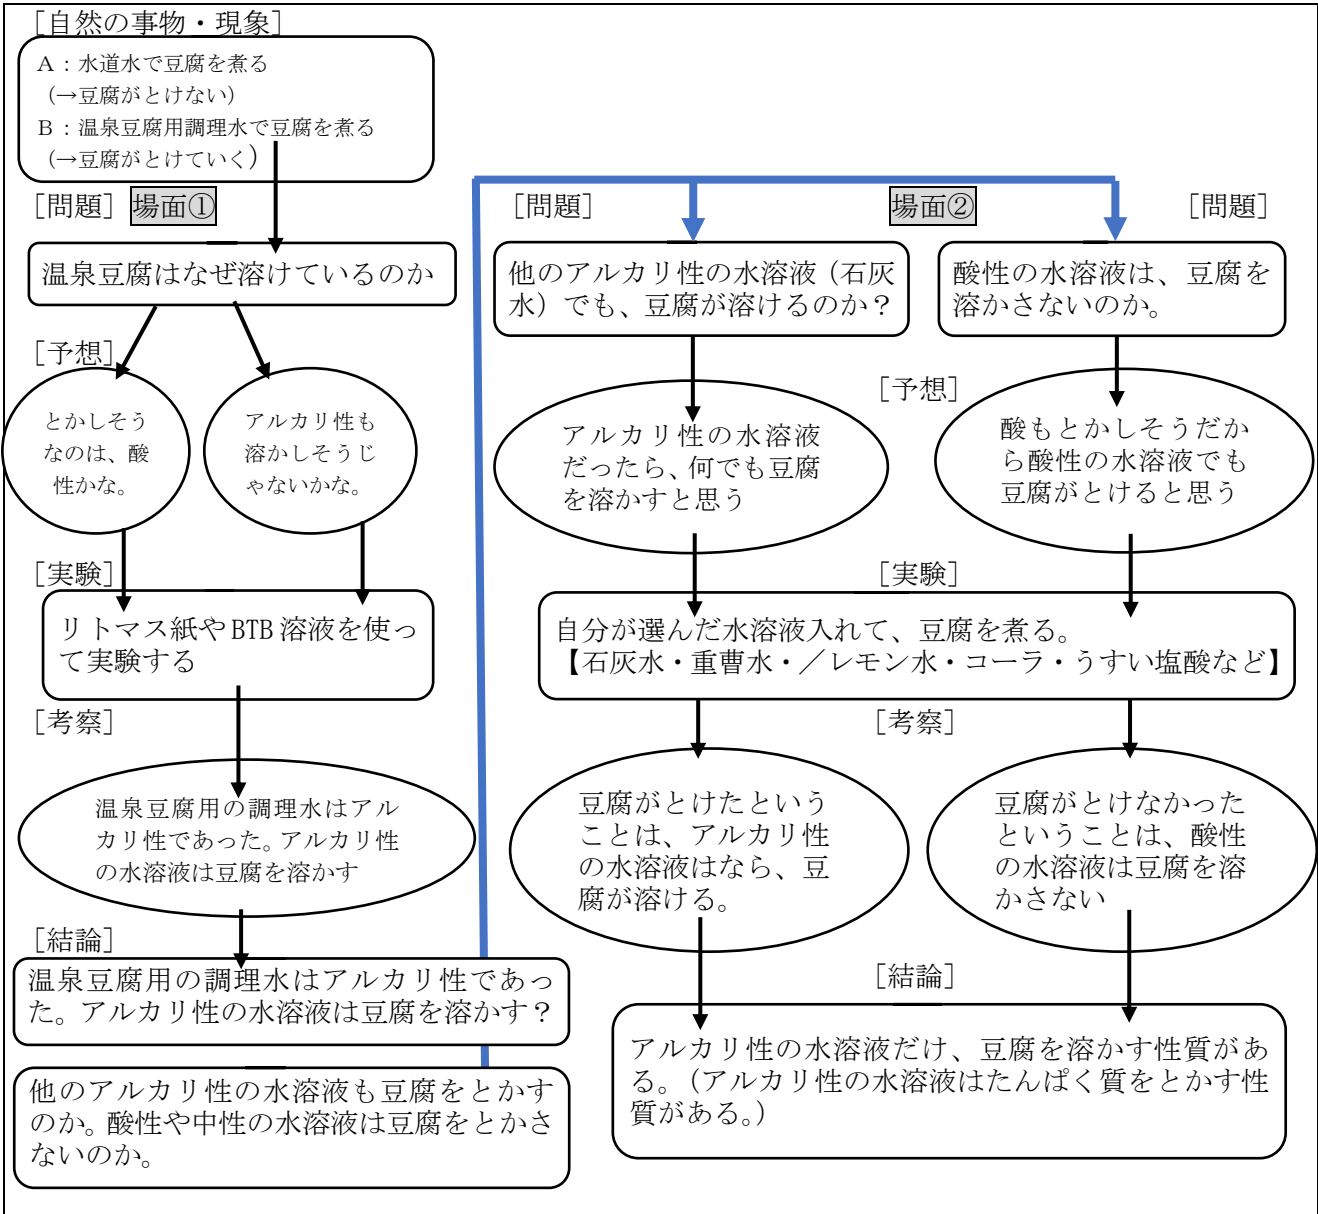 ［自然の事物・現象］
Ａ：水道水で豆腐を煮る
（→豆腐がとけない）
Ｂ：温泉豆腐用調理水で豆腐を煮る
（→豆腐がとけていく）
［問題］ 場面①
温泉豆腐はなぜ溶けているのか
［予想］
とかしそう
なのは、酸
性かな。
アルカリ性も
溶かしそうじ
ゃないかな。
［実験］
リトマス紙や BTB 溶液を使っ
て実験する
［考察］
温泉豆腐用の調理水はアル
カリ性であった。アルカリ性
の水溶液は豆腐を溶かす
［結論］
温泉豆腐用の調理水はアルカリ性であっ
た。アルカリ性の水溶液は豆腐を溶かす？
他のアルカリ性の水溶液も豆腐をとかす
のか。酸性や中性の水溶液は豆腐をとかさ
ないのか。
［問題］ 場面② ［問題］
他のアルカリ性の水溶液（石灰
水）でも、豆腐が溶けるのか？
酸性の水溶液は、豆腐を
溶かさないのか。
［予想］
アルカリ性の水溶液
だったら、何でも豆腐
を溶かすと思う
酸もとかしそうだか
ら酸性の水溶液でも
豆腐がとけると思う
［実験］
自分が選んだ水溶液入れて、豆腐を煮る。
【石灰水・重曹水・／レモン水・コーラ・うすい塩酸など】
［考察］
豆腐がとけたという
ことは、アルカリ性
の水溶液はなら、豆
腐が溶ける。
豆腐がとけなかった
ということは、酸性
の水溶液は豆腐を溶
かさない
［結論］
アルカリ性の水溶液だけ、豆腐を溶かす性質があ
る。（アルカリ性の水溶液はたんぱく質をとかす性
質がある。）